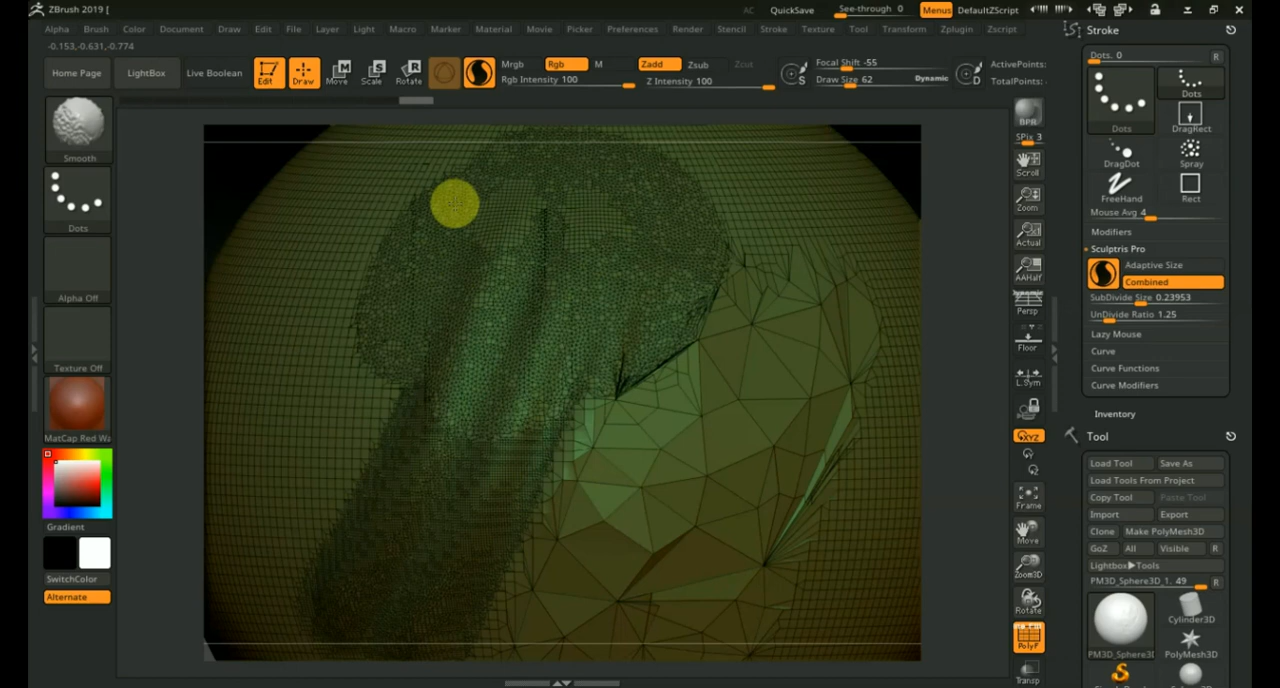 ZBrush 2019 [
AC QuickSave See-through 0 Menus DefaultZScript
Alpha Brush Color Document Draw Edit File Layer Light Macro Marker Material Movie Picker Preferences Render Stencil Stroke Texture Tool Transform Zplugin Zscript
-0.153,-0.631,-0.774
Home Page LightBox Live Boolean Edit Draw Move Scale Rotate
Mrgb Rgb M Zadd Zsub Zcut
Rgb Intensity 100 Z Intensity 100
Focal Shift -55
Draw Size 62 Dynamic
ActivePoints:
TotalPoints:
Smooth
Dots
Alpha Off
Texture Off
MatCap Red Wa
Gradient
SwitchColor
Alternate
BPR
SPix 3
Scroll
Zoom
Actual
AAHalf
Dynamic
Persp
Floor
L.Sym
XYZ
Frame
Move
Zoom3D
Rotate
PolyF
Transp
Stroke
Dots. 0 R
Dots
Dots
DragRect
DragDot Spray
FreeHand Rect
Mouse Avg 4
Modifiers
Sculptris Pro
Adaptive Size
Combined
SubDivide Size 0.23953
UnDivide Ratio 1.25
Lazy Mouse
Curve
Curve Functions
Curve Modifiers
Inventory
Tool
Load Tool Save As
Load Tools From Project
Copy Tool Paste Tool
Import Export
Clone Make PolyMesh3D
GoZ All Visible R
Lightbox▶Tools
PM3D_Sphere3D_1. 49 R
Cylinder3D
PM3D_Sphere3D PolyMesh3D